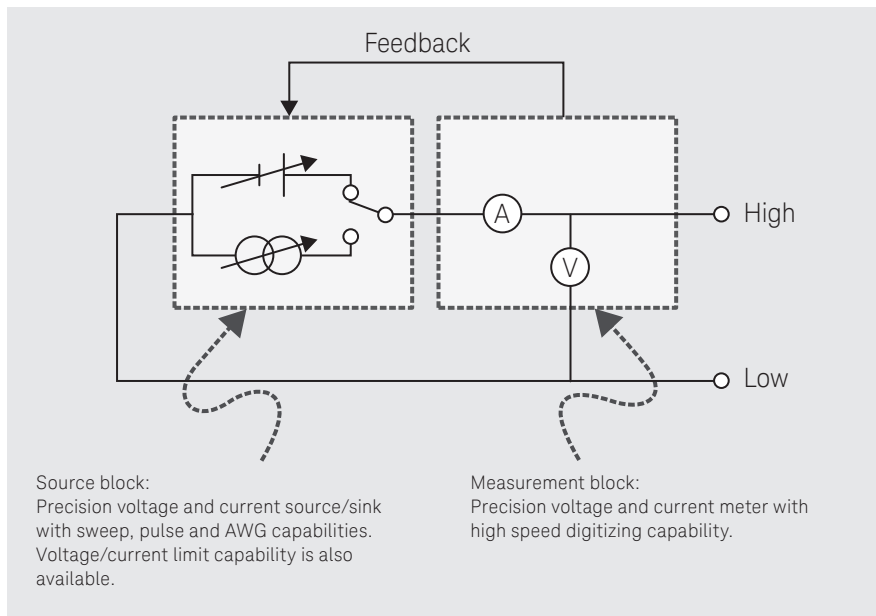 Feedback
A
High
V
Low
Source block:
Precision voltage and current source/sink
with sweep, pulse and AWG capabilities.
Voltage/current limit capability is also
available.
Measurement block:
Precision voltage and current meter with
high speed digitizing capability.